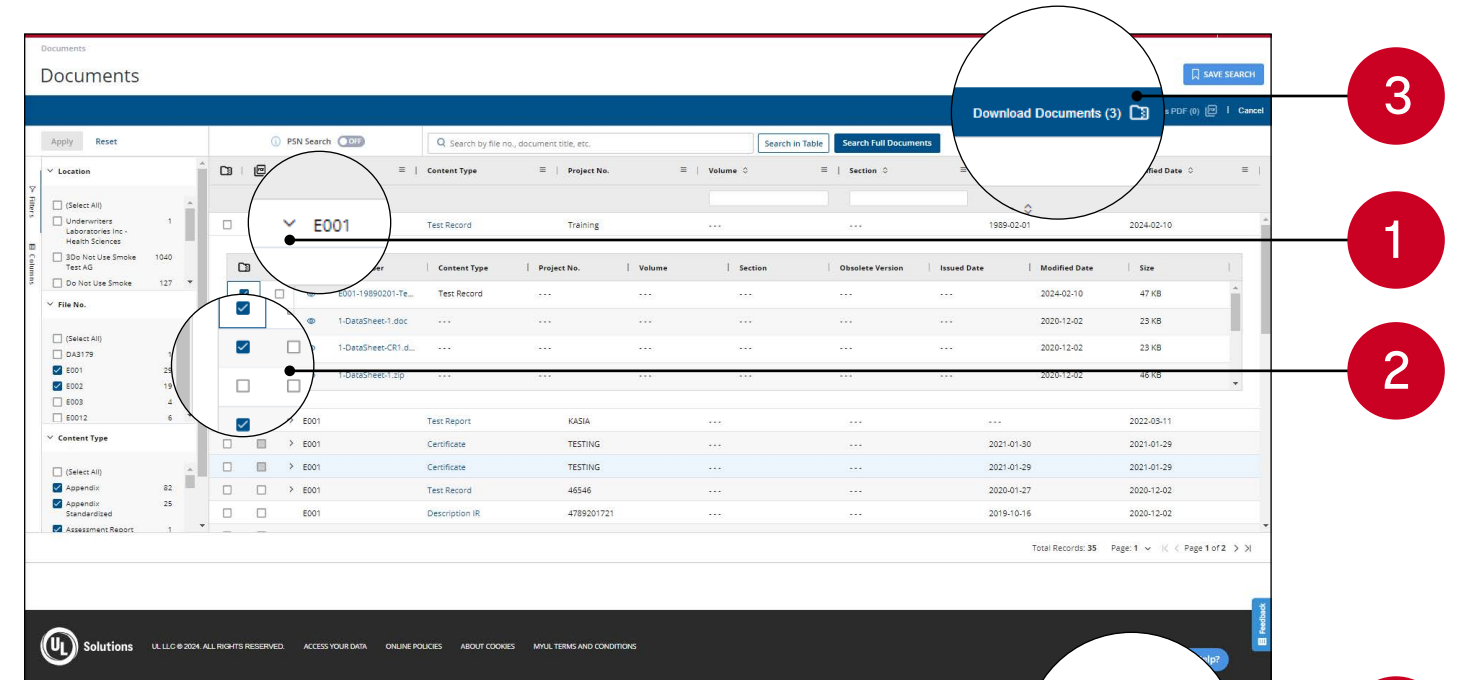 Documents
Documents
SAVE SEARCH
3
Download Documents (3)
PDF (0) | Cancel
Apply Reset
PSN Search OFF
Search by file no., document title, etc.
Search in Table
Search Full Documents
Filters
Columns
Location
(Select All)
Underwriters 1
Laboratories Inc -
Health Sciences
3Do Not Use Smoke 1040
Test AG
Do Not Use Smoke 127
File No.
(Select All)
DA3179
E001
E002 19
E003 4
E0012 6
Content Type
(Select All)
Appendix 82
Appendix 25
Standardized
Assessment Report 1
Content Type Project No. Volume Section Date
E001 Test Record Training --- --- 1989-02-01 2024-02-10
1
Content Type Project No. Volume Section Obsolete Version Issued Date Modified Date Size
E001-19890201-Te... Test Record --- --- --- --- --- 2024-02-10 47 KB
1-DataSheet-1.doc --- --- --- --- --- --- 2020-12-02 23 KB
1-DataSheet-CR1.d... --- --- --- --- --- --- 2020-12-02 23 KB
1-DataSheet-1.zip --- --- --- --- --- --- 2020-12-02 46 KB
2
E001 Test Report KASIA --- --- --- 2022-03-11
E001 Certificate TESTING --- --- 2021-01-30 2021-01-29
E001 Certificate TESTING --- --- 2021-01-29 2021-01-29
E001 Test Record 46546 --- --- 2020-01-27 2020-12-02
E001 Description IR 4789201721 --- --- 2019-10-16 2020-12-02
Total Records: 35 Page: 1 Page 1 of 2
Feedback
UL Solutions UL LLC © 2024. ALL RIGHTS RESERVED. ACCESS YOUR DATA ONLINE POLICIES ABOUT COOKIES MYUL TERMS AND CONDITIONS